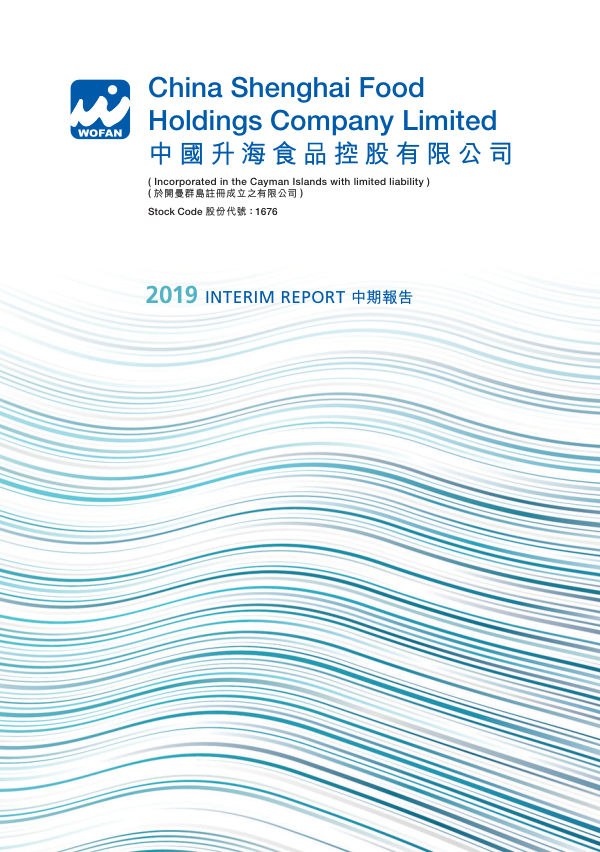 WOFAN
China Shenghai Food
Holdings Company Limited
中國升海食品控股有限公司
( Incorporated in the Cayman Islands with limited liability )
( 於開曼群島註冊成立之有限公司 )
Stock Code 股份代號：1676
2019 INTERIM REPORT 中期報告